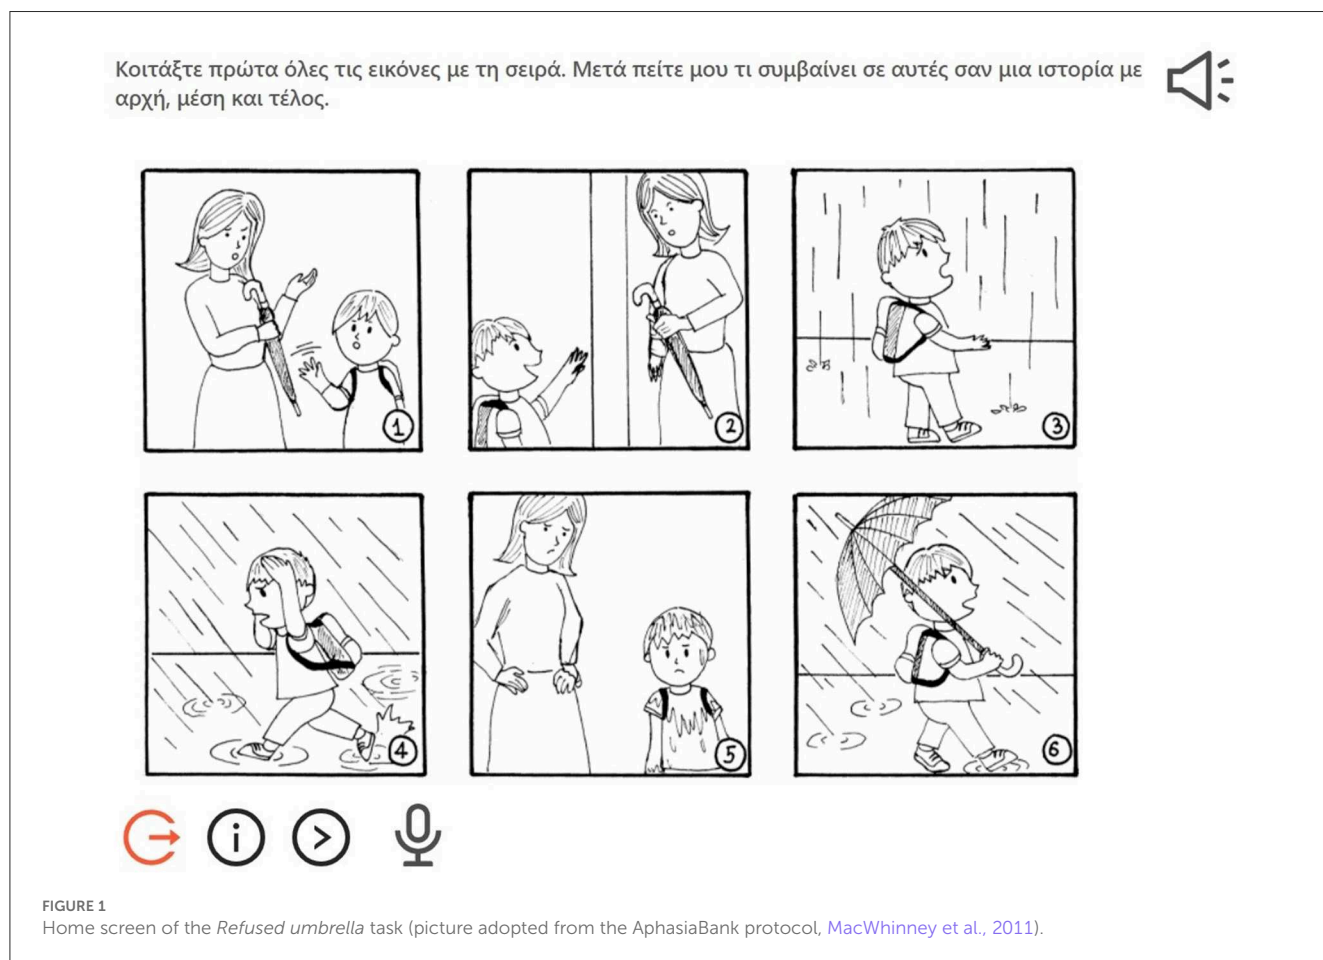 Κοιτάξτε πρώτα όλες τις εικόνες με τη σειρά. Μετά πείτε μου τι συμβαίνει σε αυτές σαν μια ιστορία με
αρχή, μέση και τέλος.
1
2
3
4
5
6
i
FIGURE 1
Home screen of the Refused umbrella task (picture adopted from the AphasiaBank protocol, MacWhinney et al., 2011).